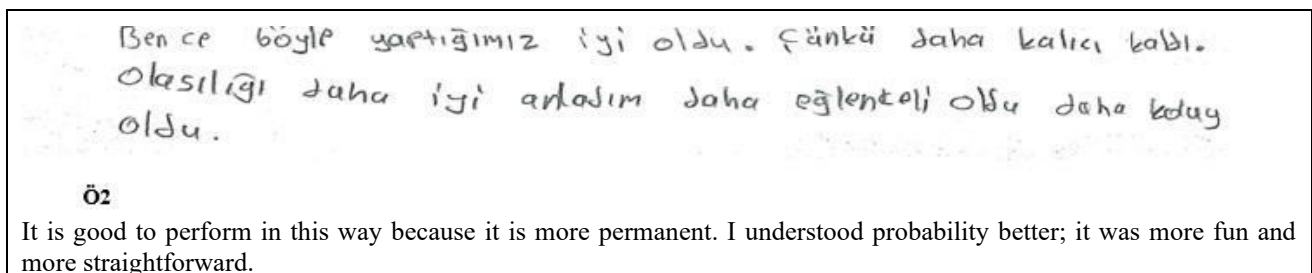 Ben ce böyle yaptığımız iyi oldu. Çünkü daha kalıcı kaldı.
Olasılığı daha iyi anladım daha eğlenceli oldu daha kolay
oldu.
Ö2
It is good to perform in this way because it is more permanent. I understood probability better; it was more fun and
more straightforward.